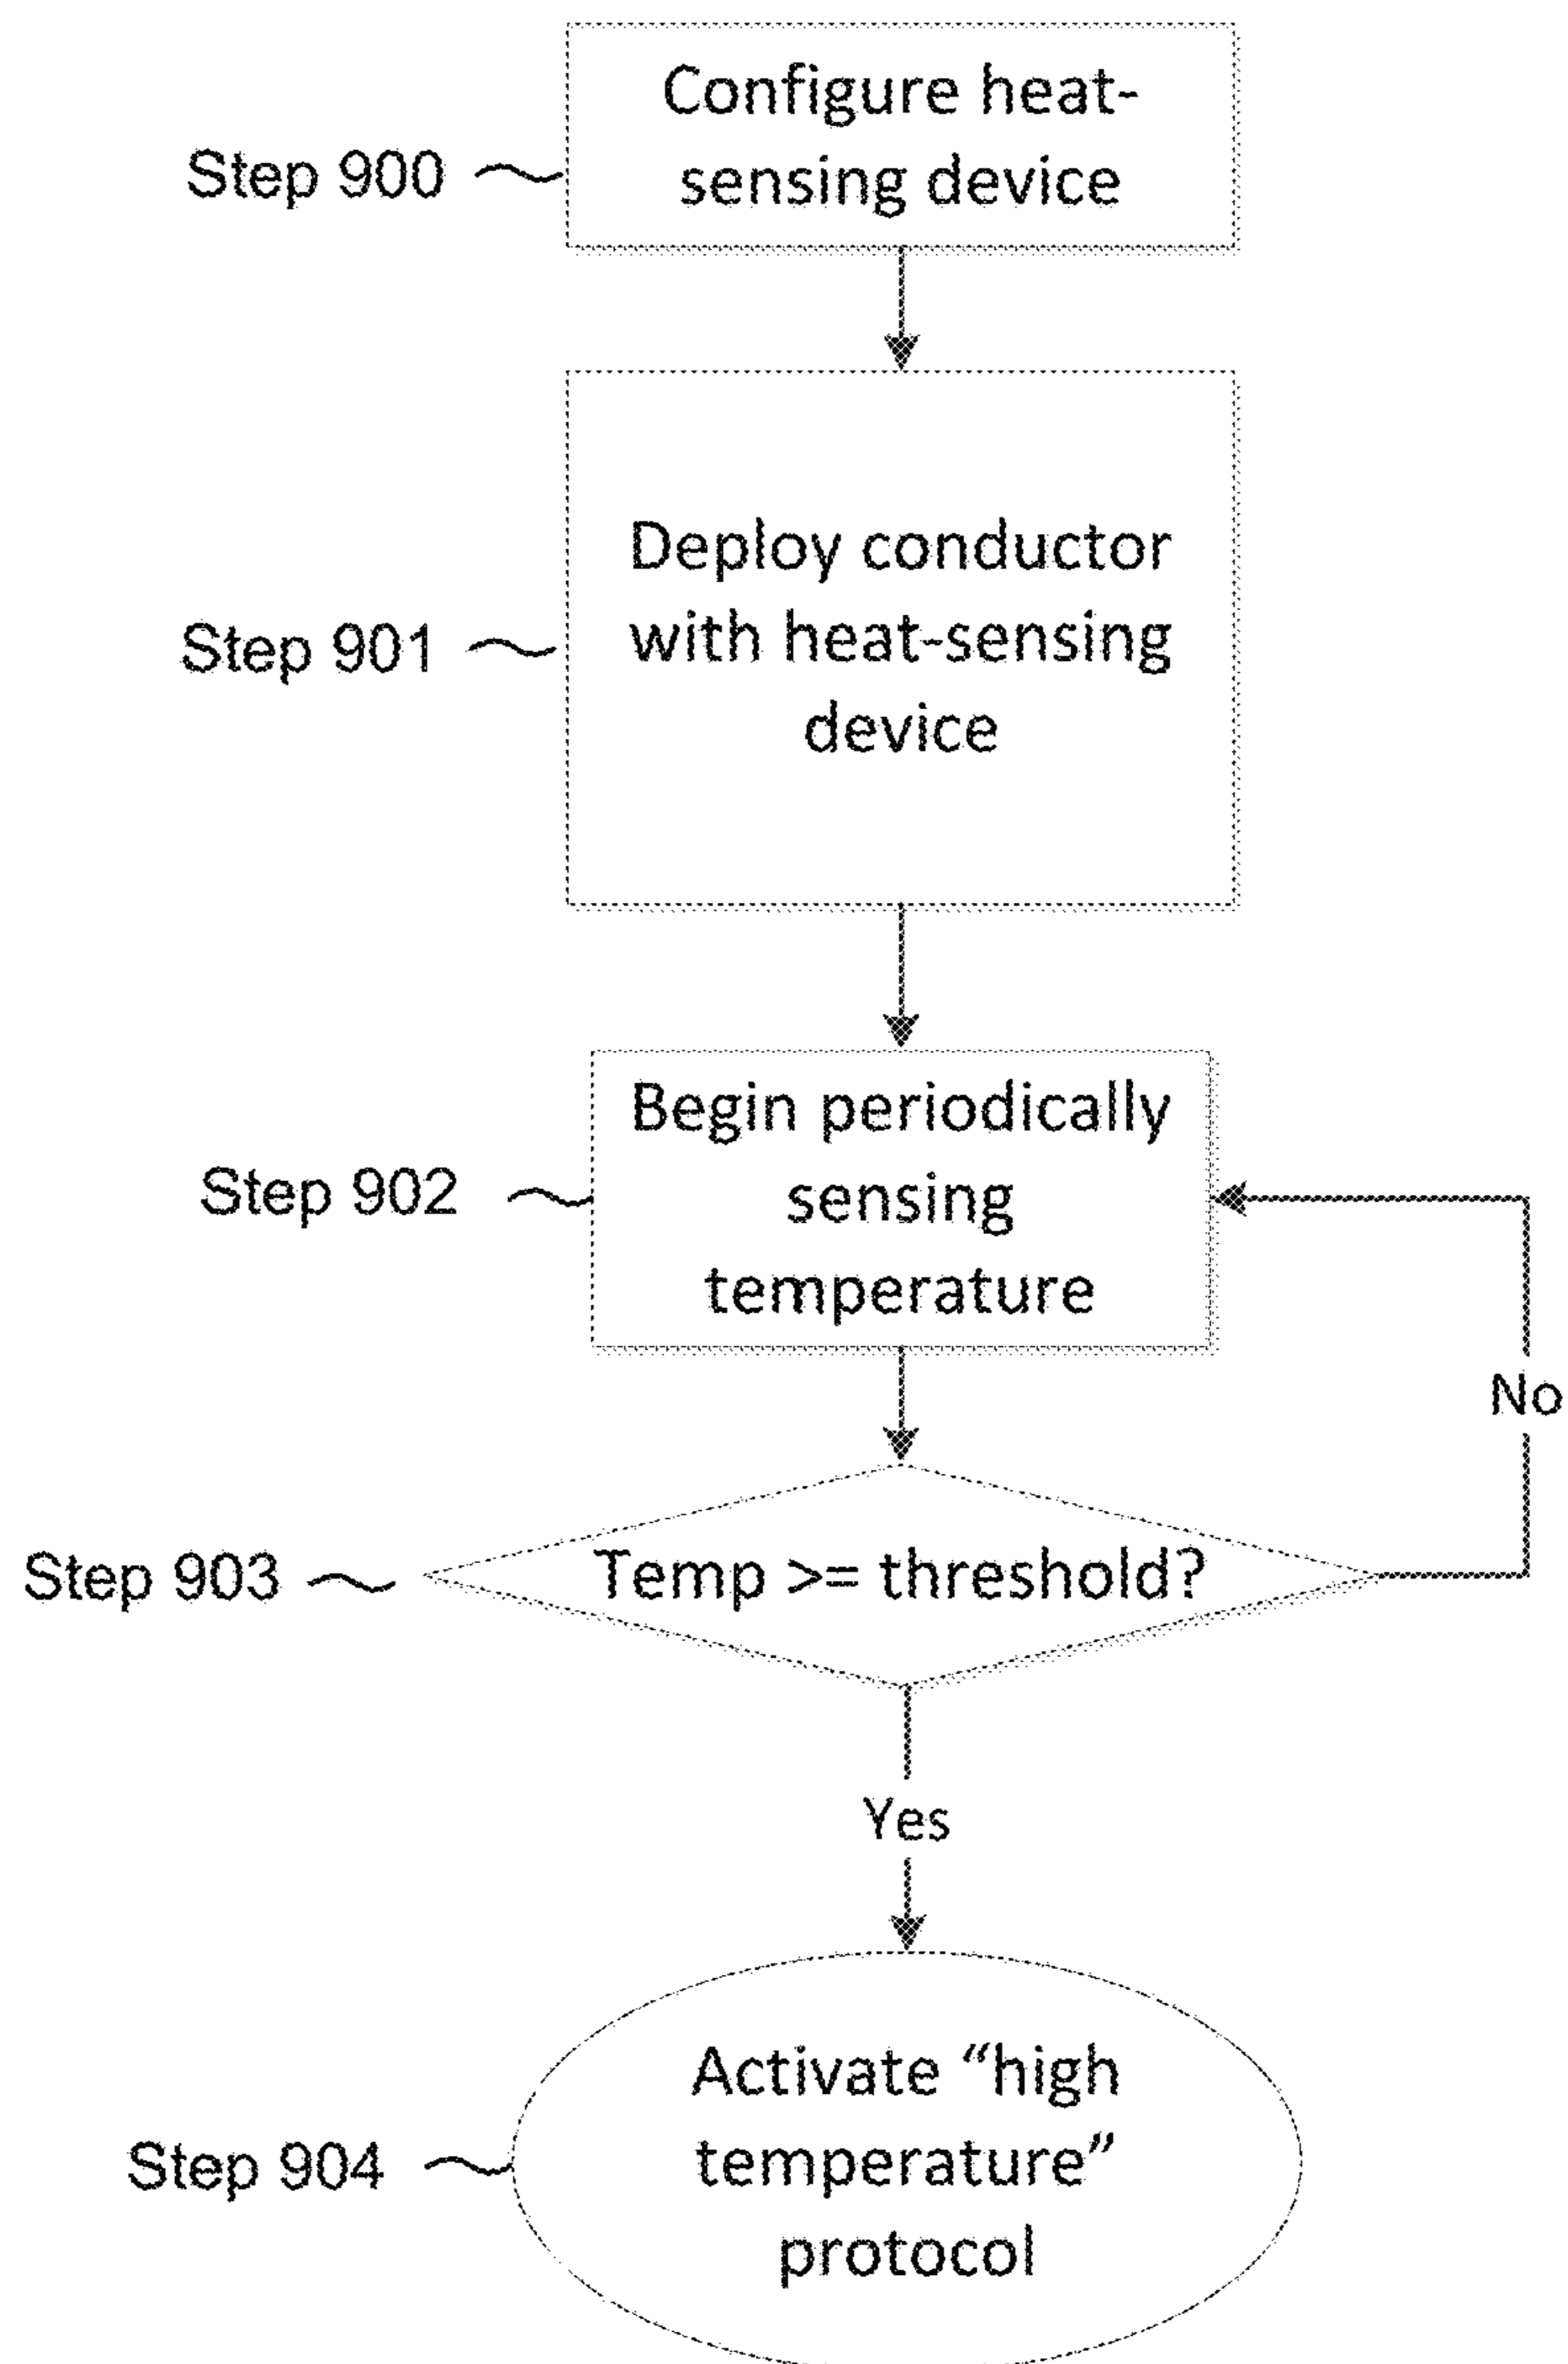 Configure heat-
sensing device
Step 900
Deploy conductor
with heat-sensing
device
Step 901
Begin periodically
sensing
temperature
Step 902
No
Temp >= threshold?
Step 903
Yes
Activate “high
temperature”
protocol
Step 904